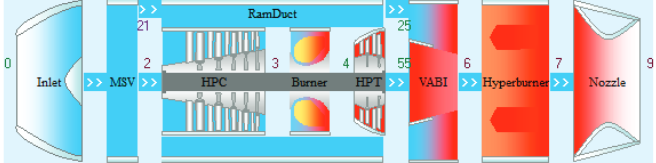 RamDuct
21
25
0
Inlet
MSV
2
HPC
3
Burner
4
HPT
55
VABI
6
Hyperburner
7
Nozzle
9